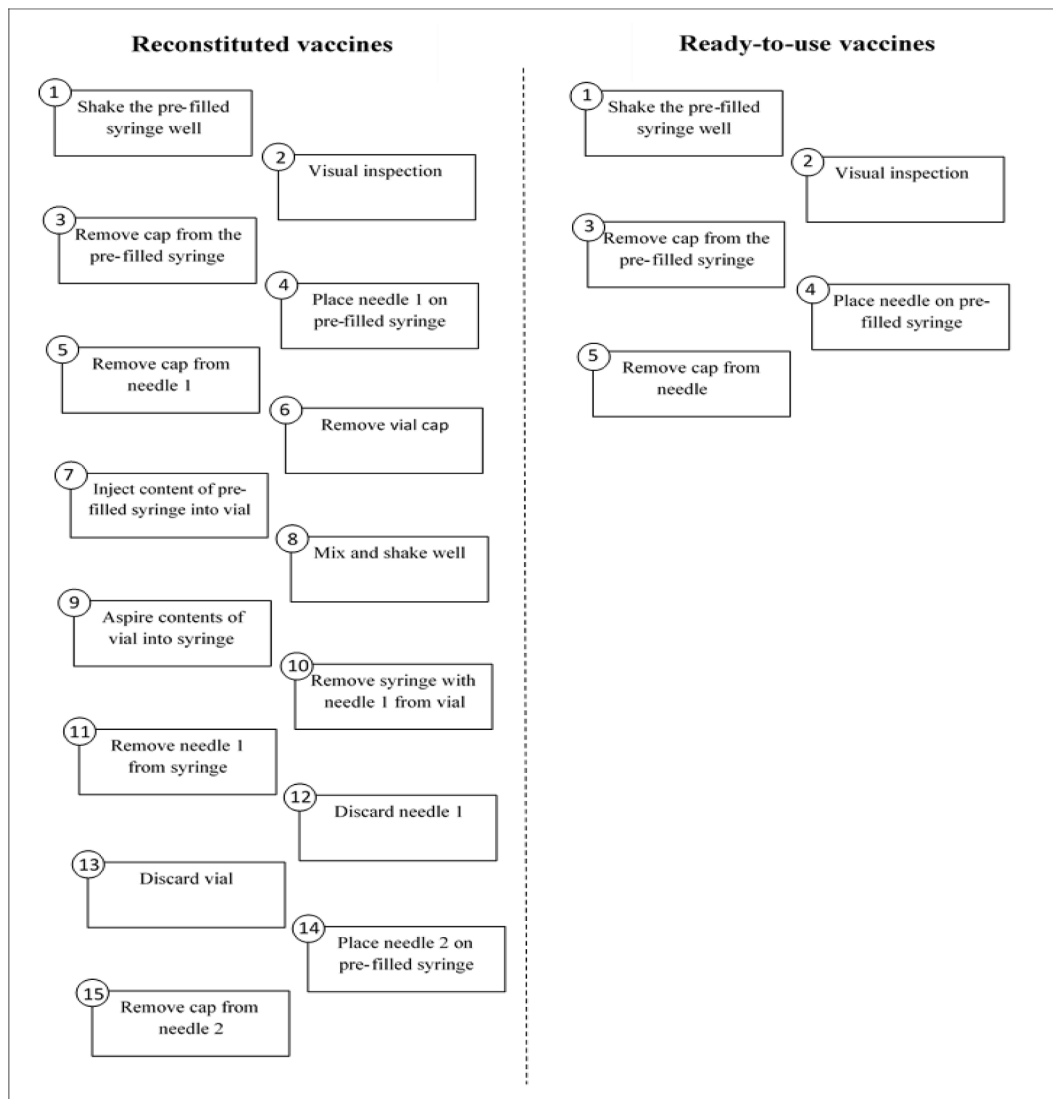 Reconstituted vaccines
1
Shake the pre-filled
syringe well
2
Visual inspection
3
Remove cap from the
pre-filled syringe
4
Place needle 1 on
pre-filled syringe
5
Remove cap from
needle 1
6
Remove vial cap
7
Inject content of pre-
filled syringe into vial
8
Mix and shake well
9
Aspire contents of
vial into syringe
10
Remove syringe with
needle 1 from vial
11
Remove needle 1
from syringe
12
Discard needle 1
13
Discard vial
14
Place needle 2 on
pre-filled syringe
15
Remove cap from
needle 2
Ready-to-use vaccines
1
Shake the pre-filled
syringe well
2
Visual inspection
3
Remove cap from the
pre-filled syringe
4
Place needle on pre-
filled syringe
5
Remove cap from
needle